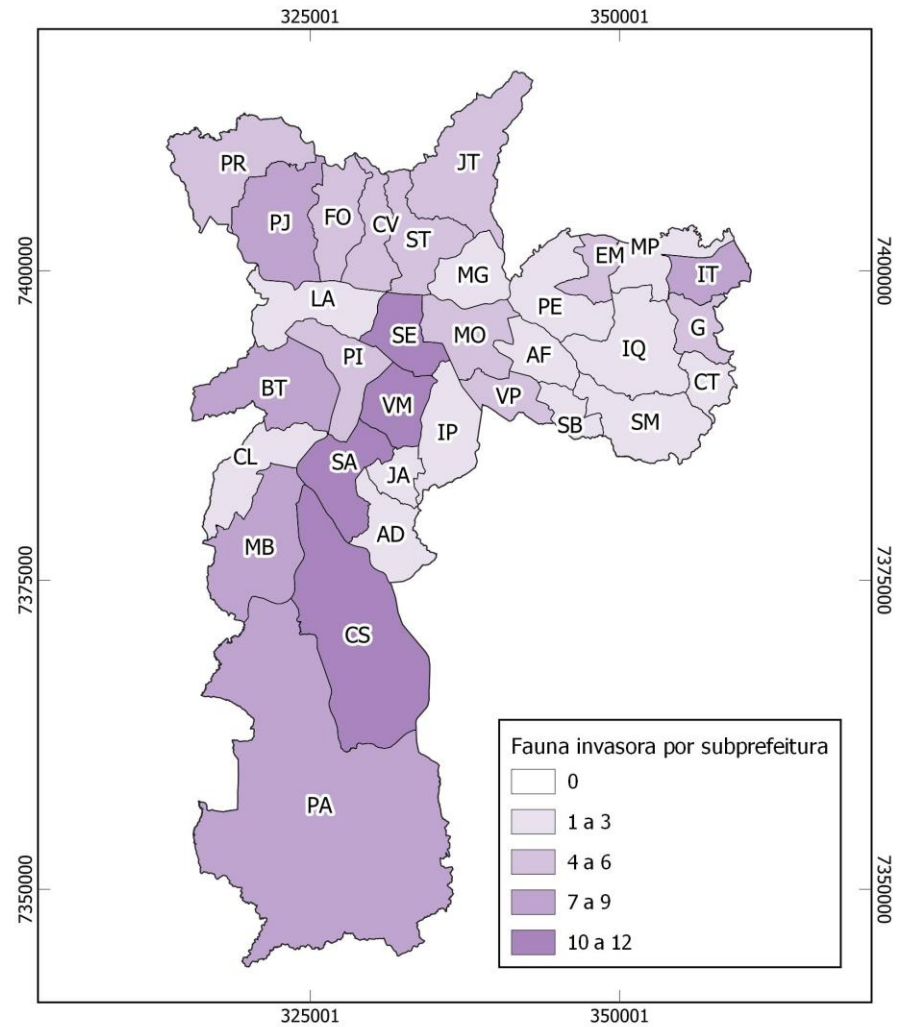 325001
350001
PR
JT
PJ
FO
CV
ST
MG
EM
MP
IT
7400000
7400000
LA
PE
SE
MO
G
PI
AF
IQ
BT
CT
VM
VP
IP
SB
SM
CL
SA
JA
MB
AD
7375000
7375000
CS
Fauna invasora por subprefeitura
0
1 a 3
4 a 6
7 a 9
10 a 12
PA
7350000
7350000
325001
350001